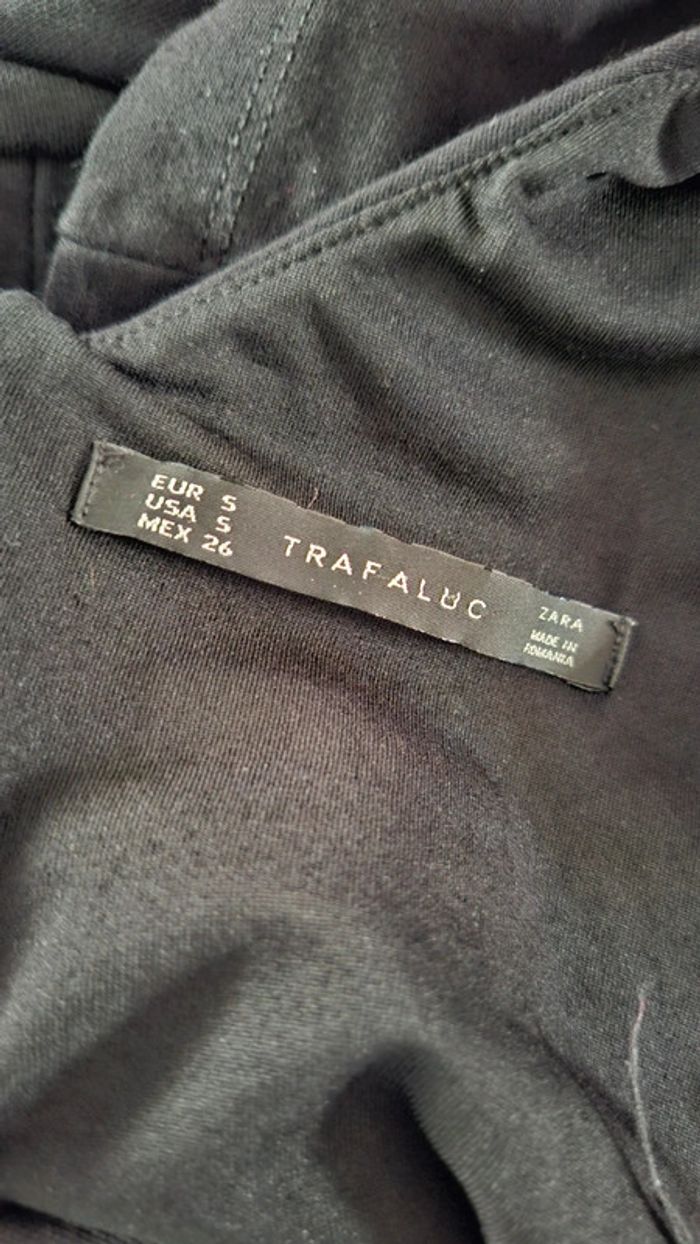 EUR S
USA S
MEX 26
TRAFALUC
ZARA
MADE IN
ROMANIA